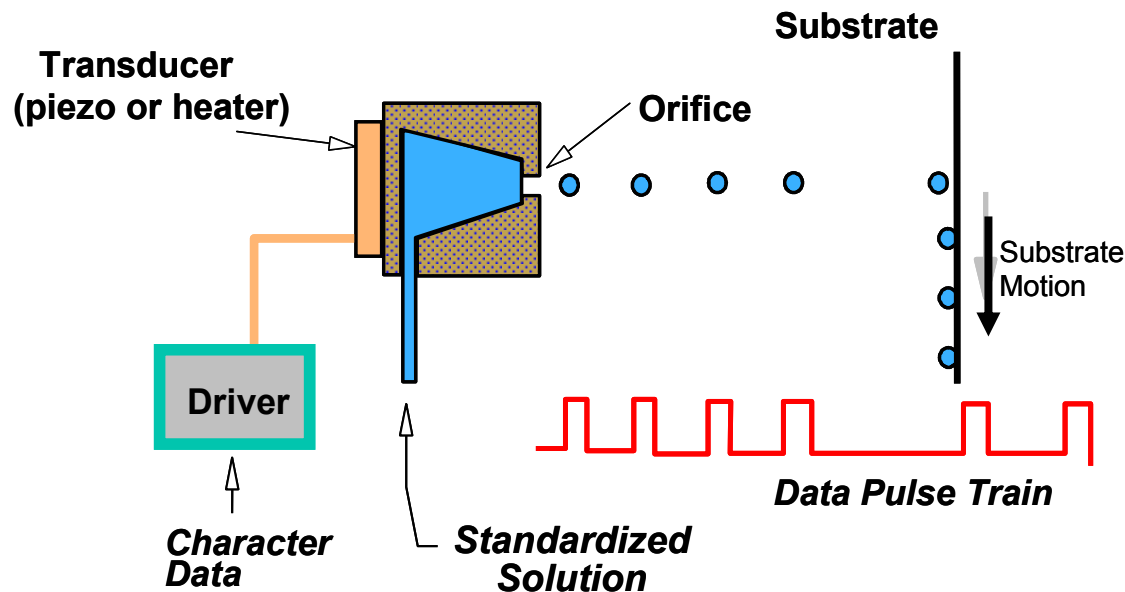 Substrate
Transducer
(piezo or heater)
Orifice
Substrate
Motion
Driver
Data Pulse Train
Character
Data
Standardized
Solution